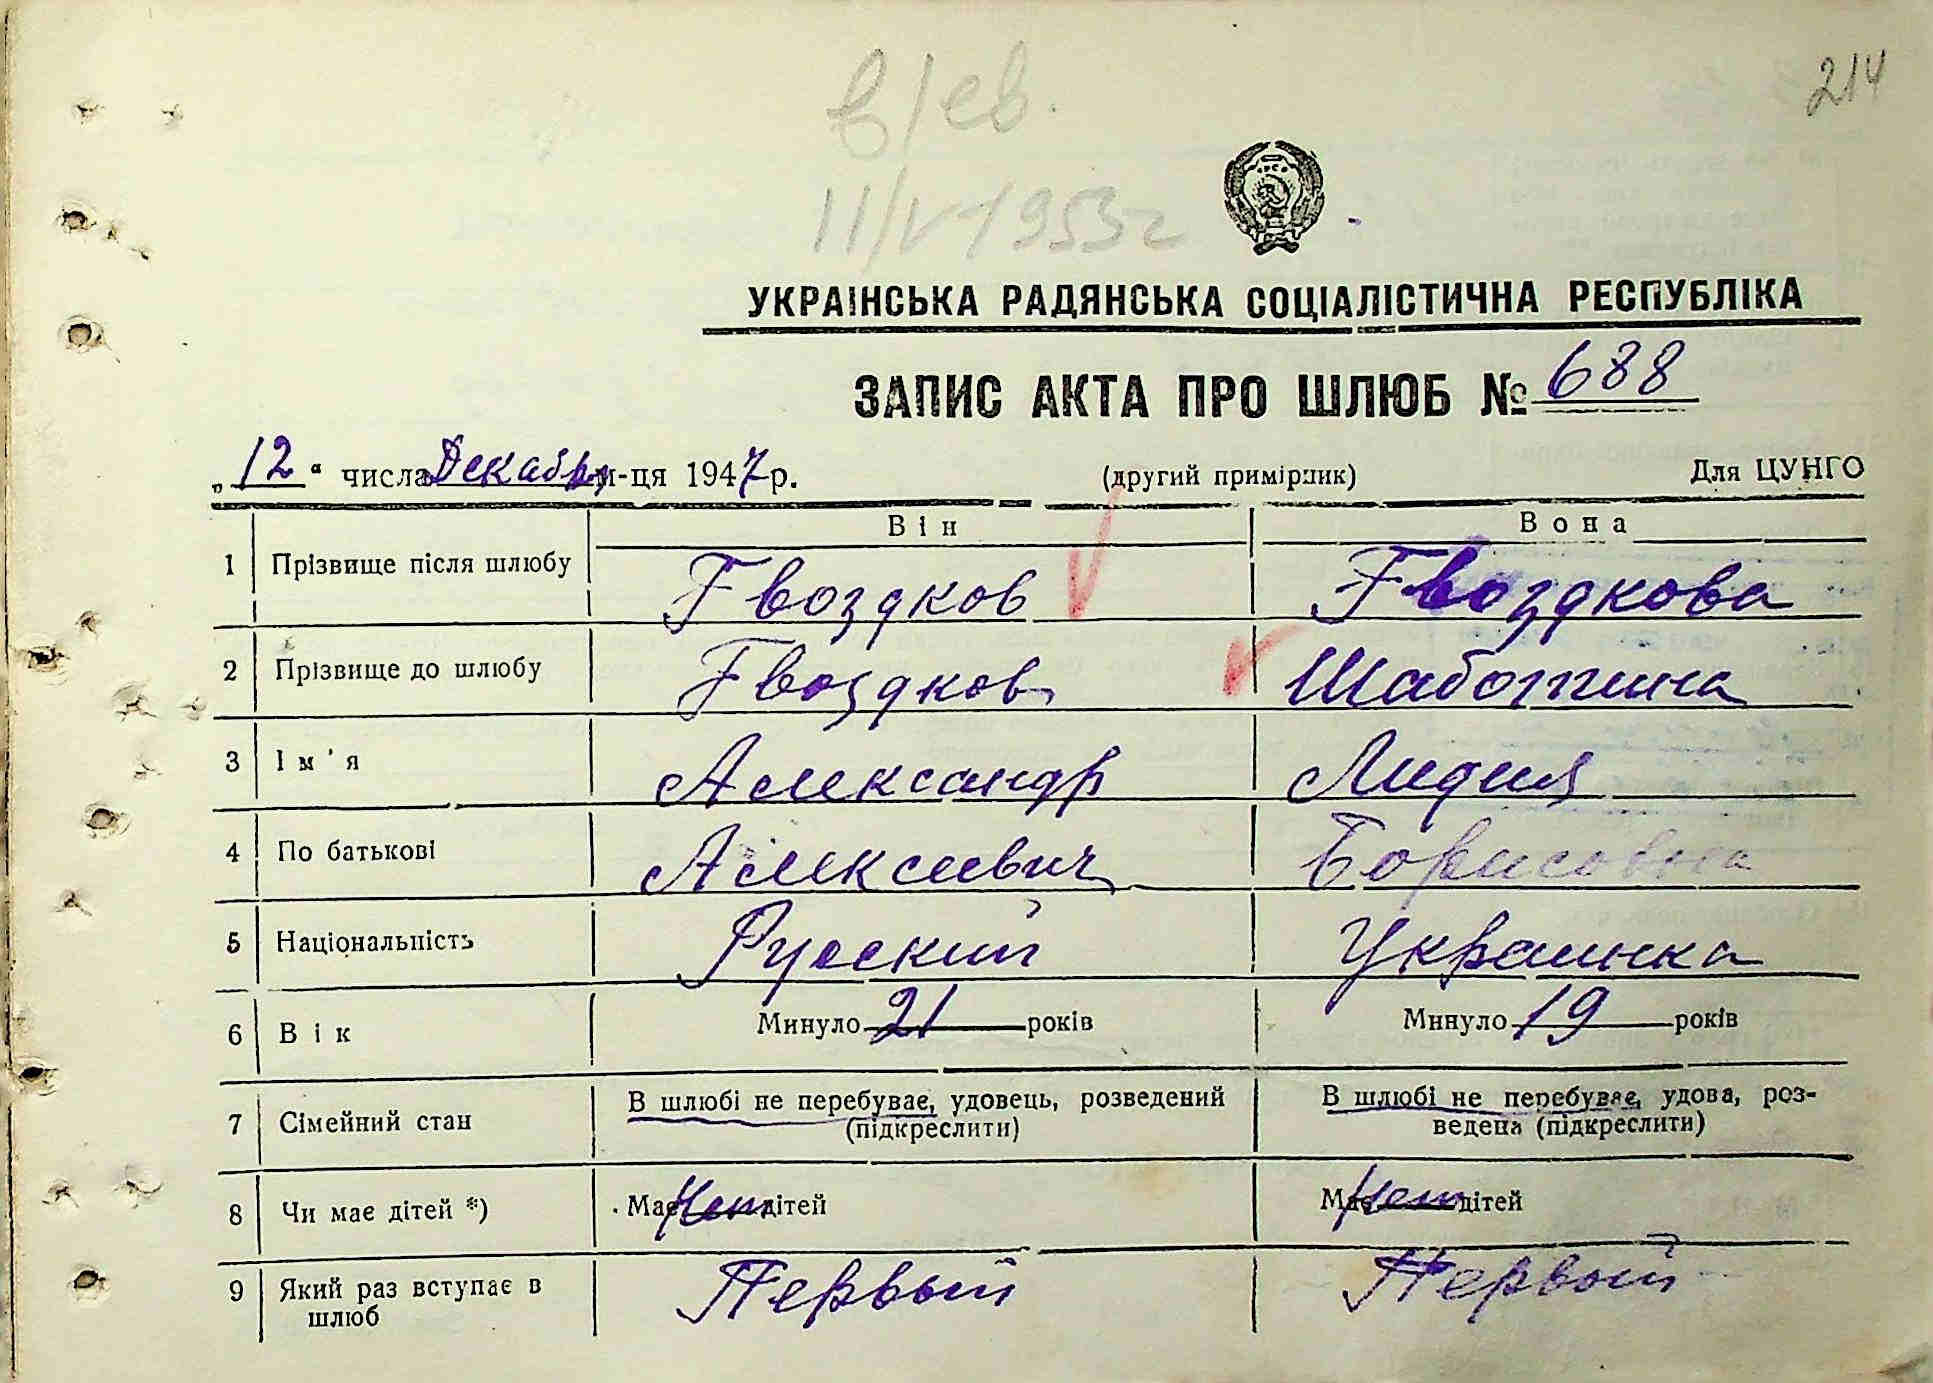 214
в/ев.
11/V-1953г
УКРАЇНСЬКА РАДЯНСЬКА СОЦІАЛІСТИЧНА РЕСПУБЛІКА
ЗАПИС АКТА ПРО ШЛЮБ № 688
„12“ числа Декабря м-ця 1947 р. (другий примірник) Для ЦУНГО
Він Вона
1 Прізвище після шлюбу Гвоздков Гвоздкова
2 Прізвище до шлюбу Гвоздков Шаботина
3 Ім'я Александр Лидия
4 По батькові Алексеевич Борисовна
5 Національність Русский Украинка
6 Вік Минуло 21 років Минуло 19 років
7 Сімейний стан В шлюбі не перебуває, удовець, розведений (підкреслити) В шлюбі не перебуває, удова, роз-
ведена (підкреслити)
8 Чи має дітей *) Має Нет дітей Має Нет дітей
9 Який раз вступає в Первый Первый
шлюб